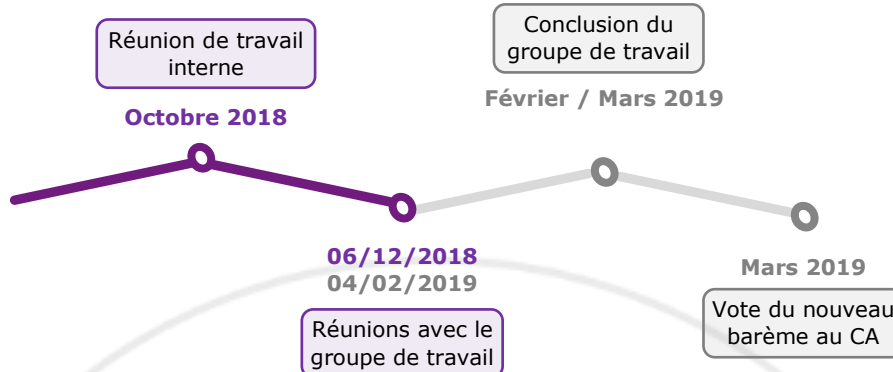 Réunion de travail
interne
Octobre 2018
06/12/2018
04/02/2019
Réunions avec le
groupe de travail
Conclusion du
groupe de travail
Février / Mars 2019
Mars 2019
Vote du nouveau
barème au CA